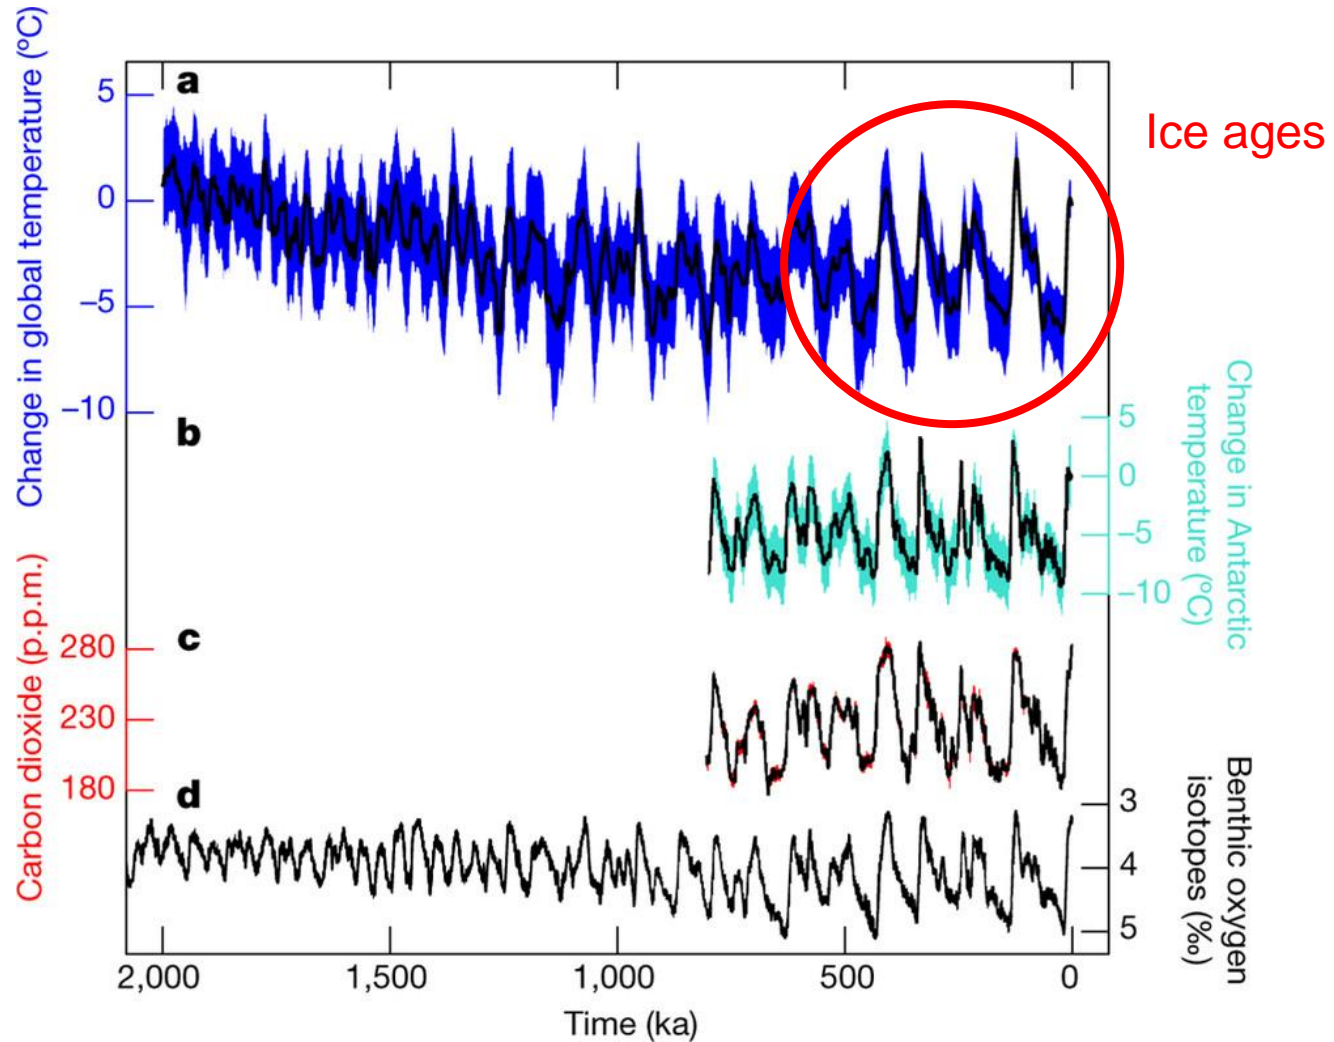 Change in global temperature (ºC)
5
0
−5
−10
a
Ice ages
b
Change in Antarctic
temperature (ºC)
5
0
−5
−10
Carbon dioxide (p.p.m.)
280
230
180
c
d
Benthic oxygen
isotopes (‰)
3
4
5
2,000
1,500
1,000
500
0
Time (ka)